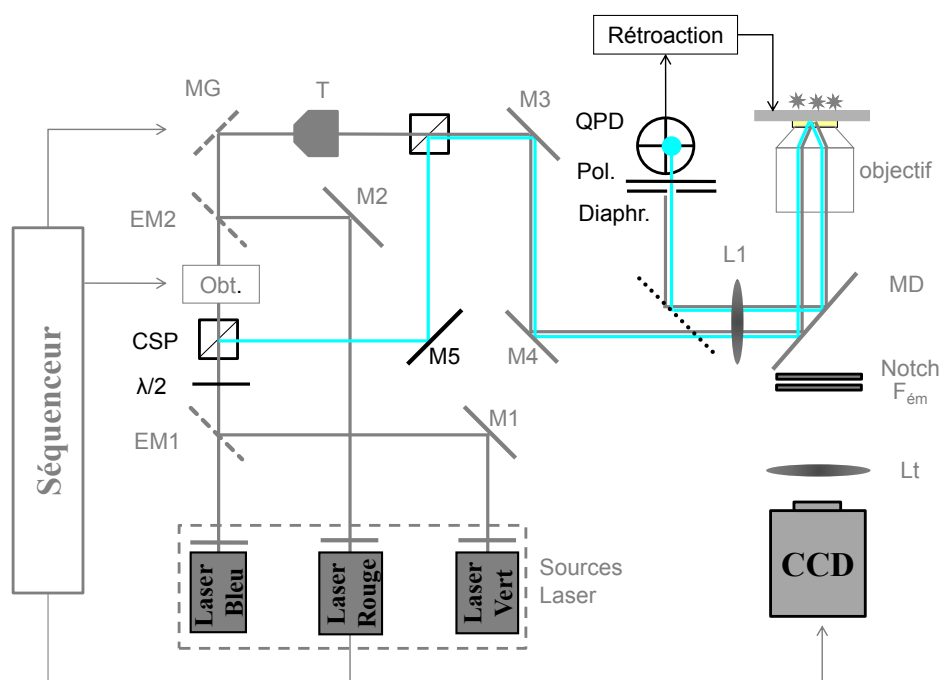 Rétroaction
MG
T
M3
QPD
Pol.
Diaphr.
objectif
EM2
M2
L1
MD
Obt.
CSP
M5
M4
λ/2
Notch
Fém
EM1
M1
Séquenceur
Lt
Laser
Bleu
Laser
Rouge
Laser
Vert
Sources
Laser
CCD